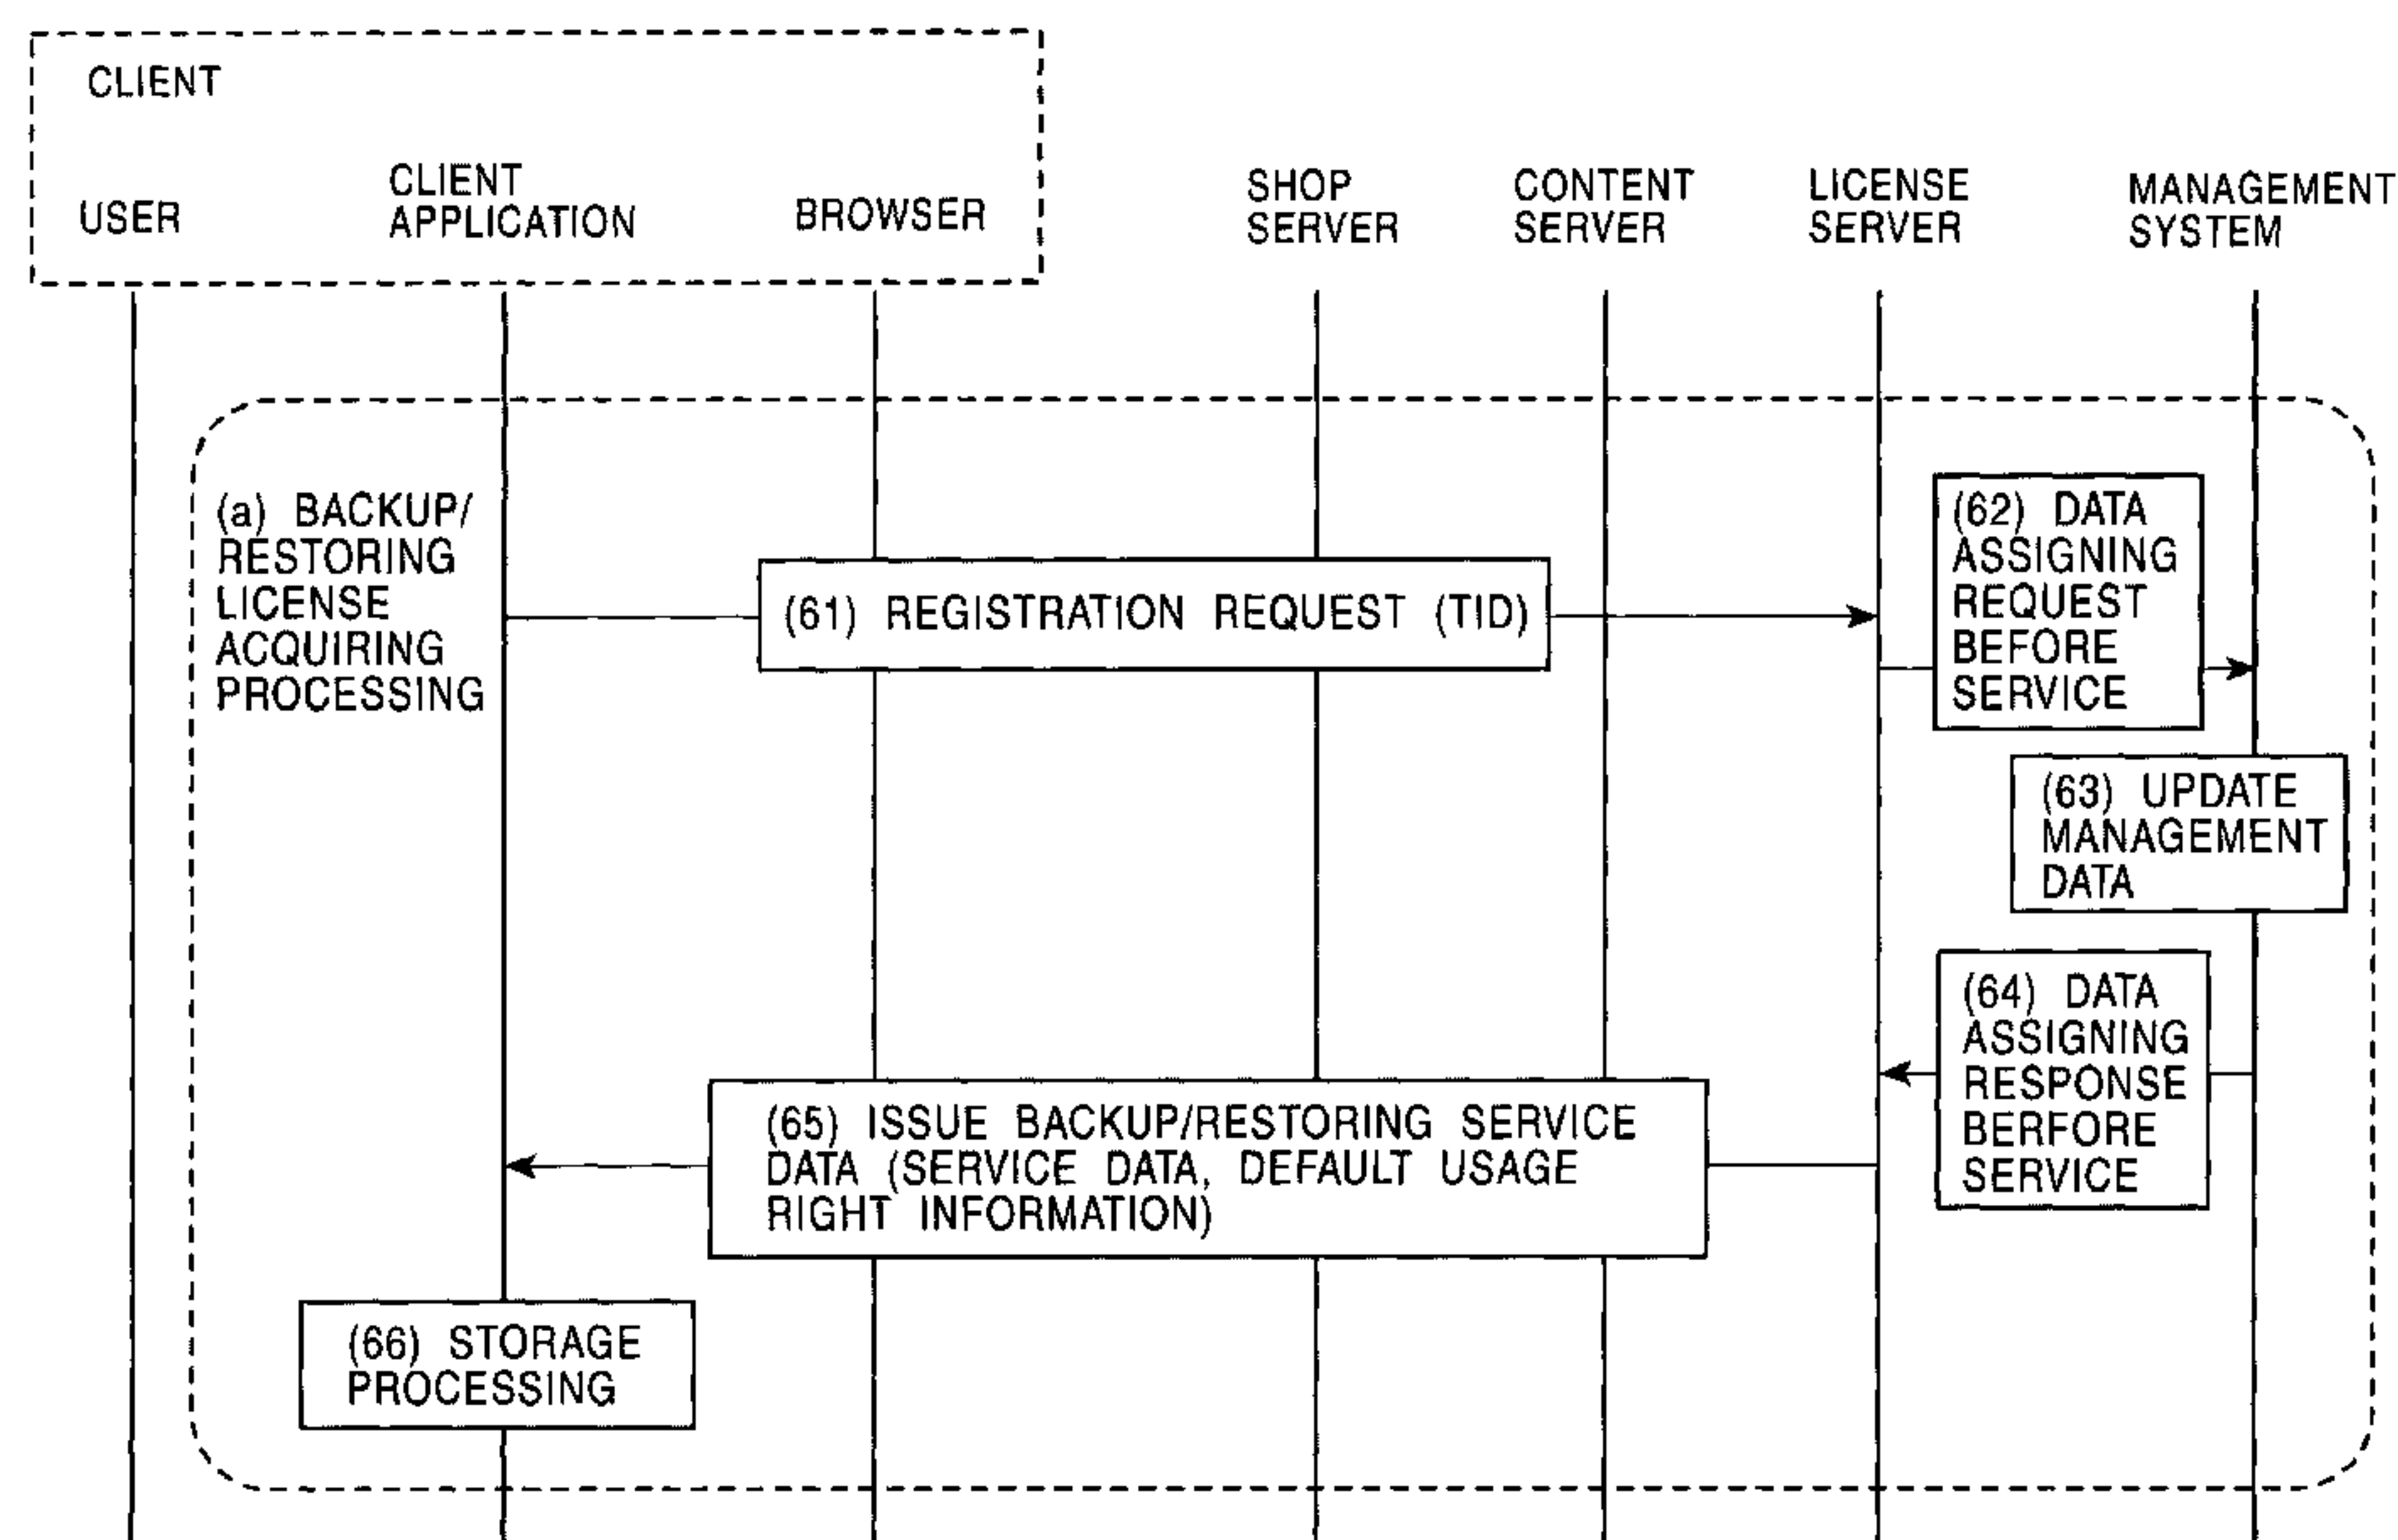 CLIENT
USER
CLIENT
APPLICATION
BROWSER
SHOP
SERVER
CONTENT
SERVER
LICENSE
SERVER
MANAGEMENT
SYSTEM
(a) BACKUP/
RESTORING
LICENSE
ACQUIRING
PROCESSING
(61) REGISTRATION REQUEST (TID)
(62) DATA
ASSIGNING
REQUEST
BEFORE
SERVICE
(63) UPDATE
MANAGEMENT
DATA
(64) DATA
ASSIGNING
RESPONSE
BERFORE
SERVICE
(65) ISSUE BACKUP/RESTORING SERVICE
DATA (SERVICE DATA, DEFAULT USAGE
RIGHT INFORMATION)
(66) STORAGE
PROCESSING